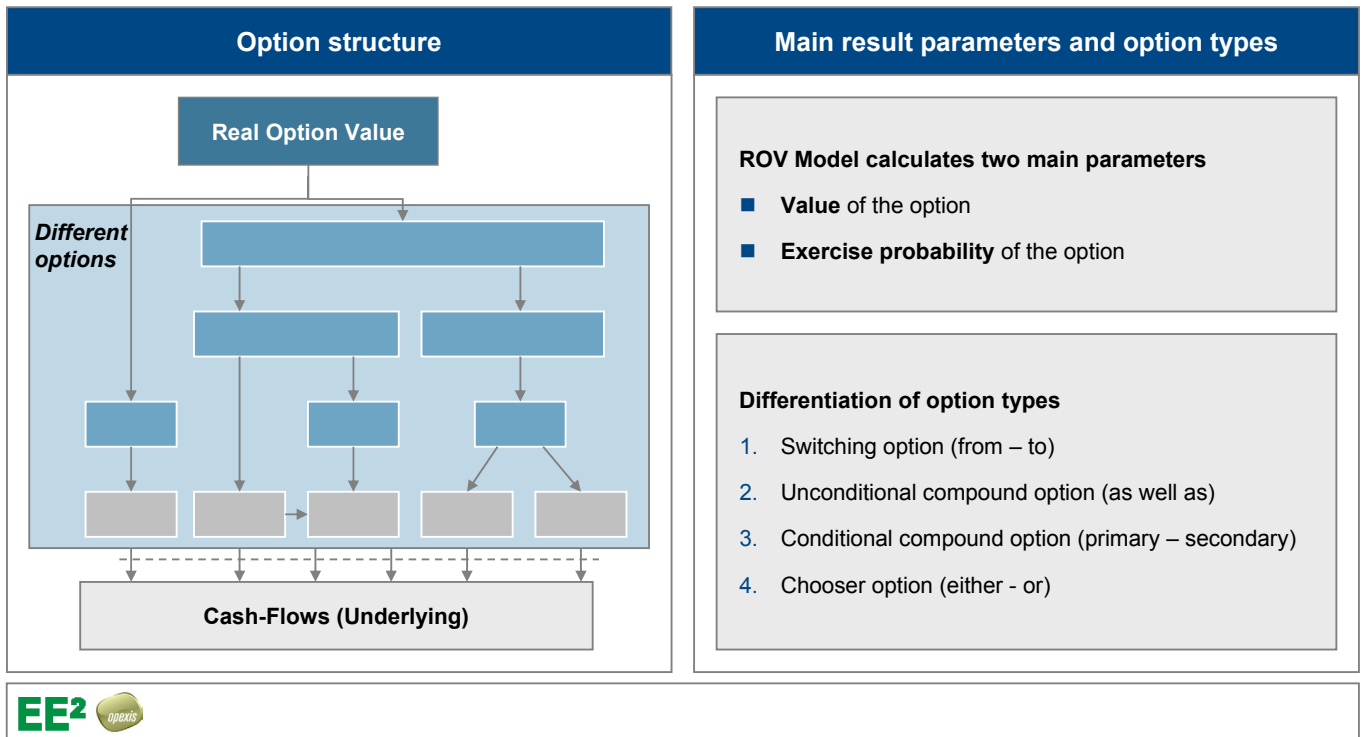 Option structure
Real Option Value
Different
options
Cash-Flows (Underlying)
Main result parameters and option types
ROV Model calculates two main parameters
Value of the option
Exercise probability of the option
Differentiation of option types
1. Switching option (from – to)
2. Unconditional compound option (as well as)
3. Conditional compound option (primary – secondary)
4. Chooser option (either - or)
EE² opexis